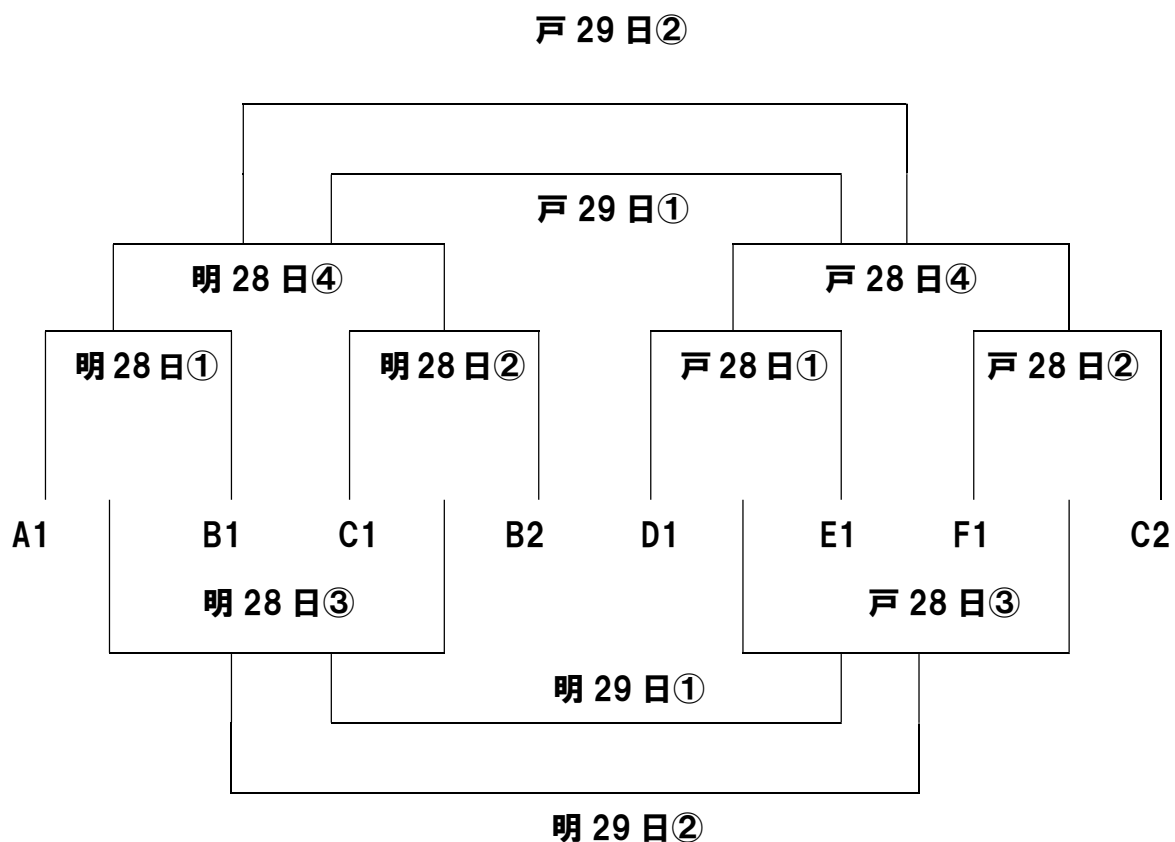 戸 29 日②
戸 29 日①
明 28 日④ 戸 28 日④
明 28 日① 明 28 日② 戸 28 日① 戸 28 日②
A1 B1 C1 B2 D1 E1 F1 C2
明 28 日③ 戸 28 日③
明 29 日①
明 29 日②